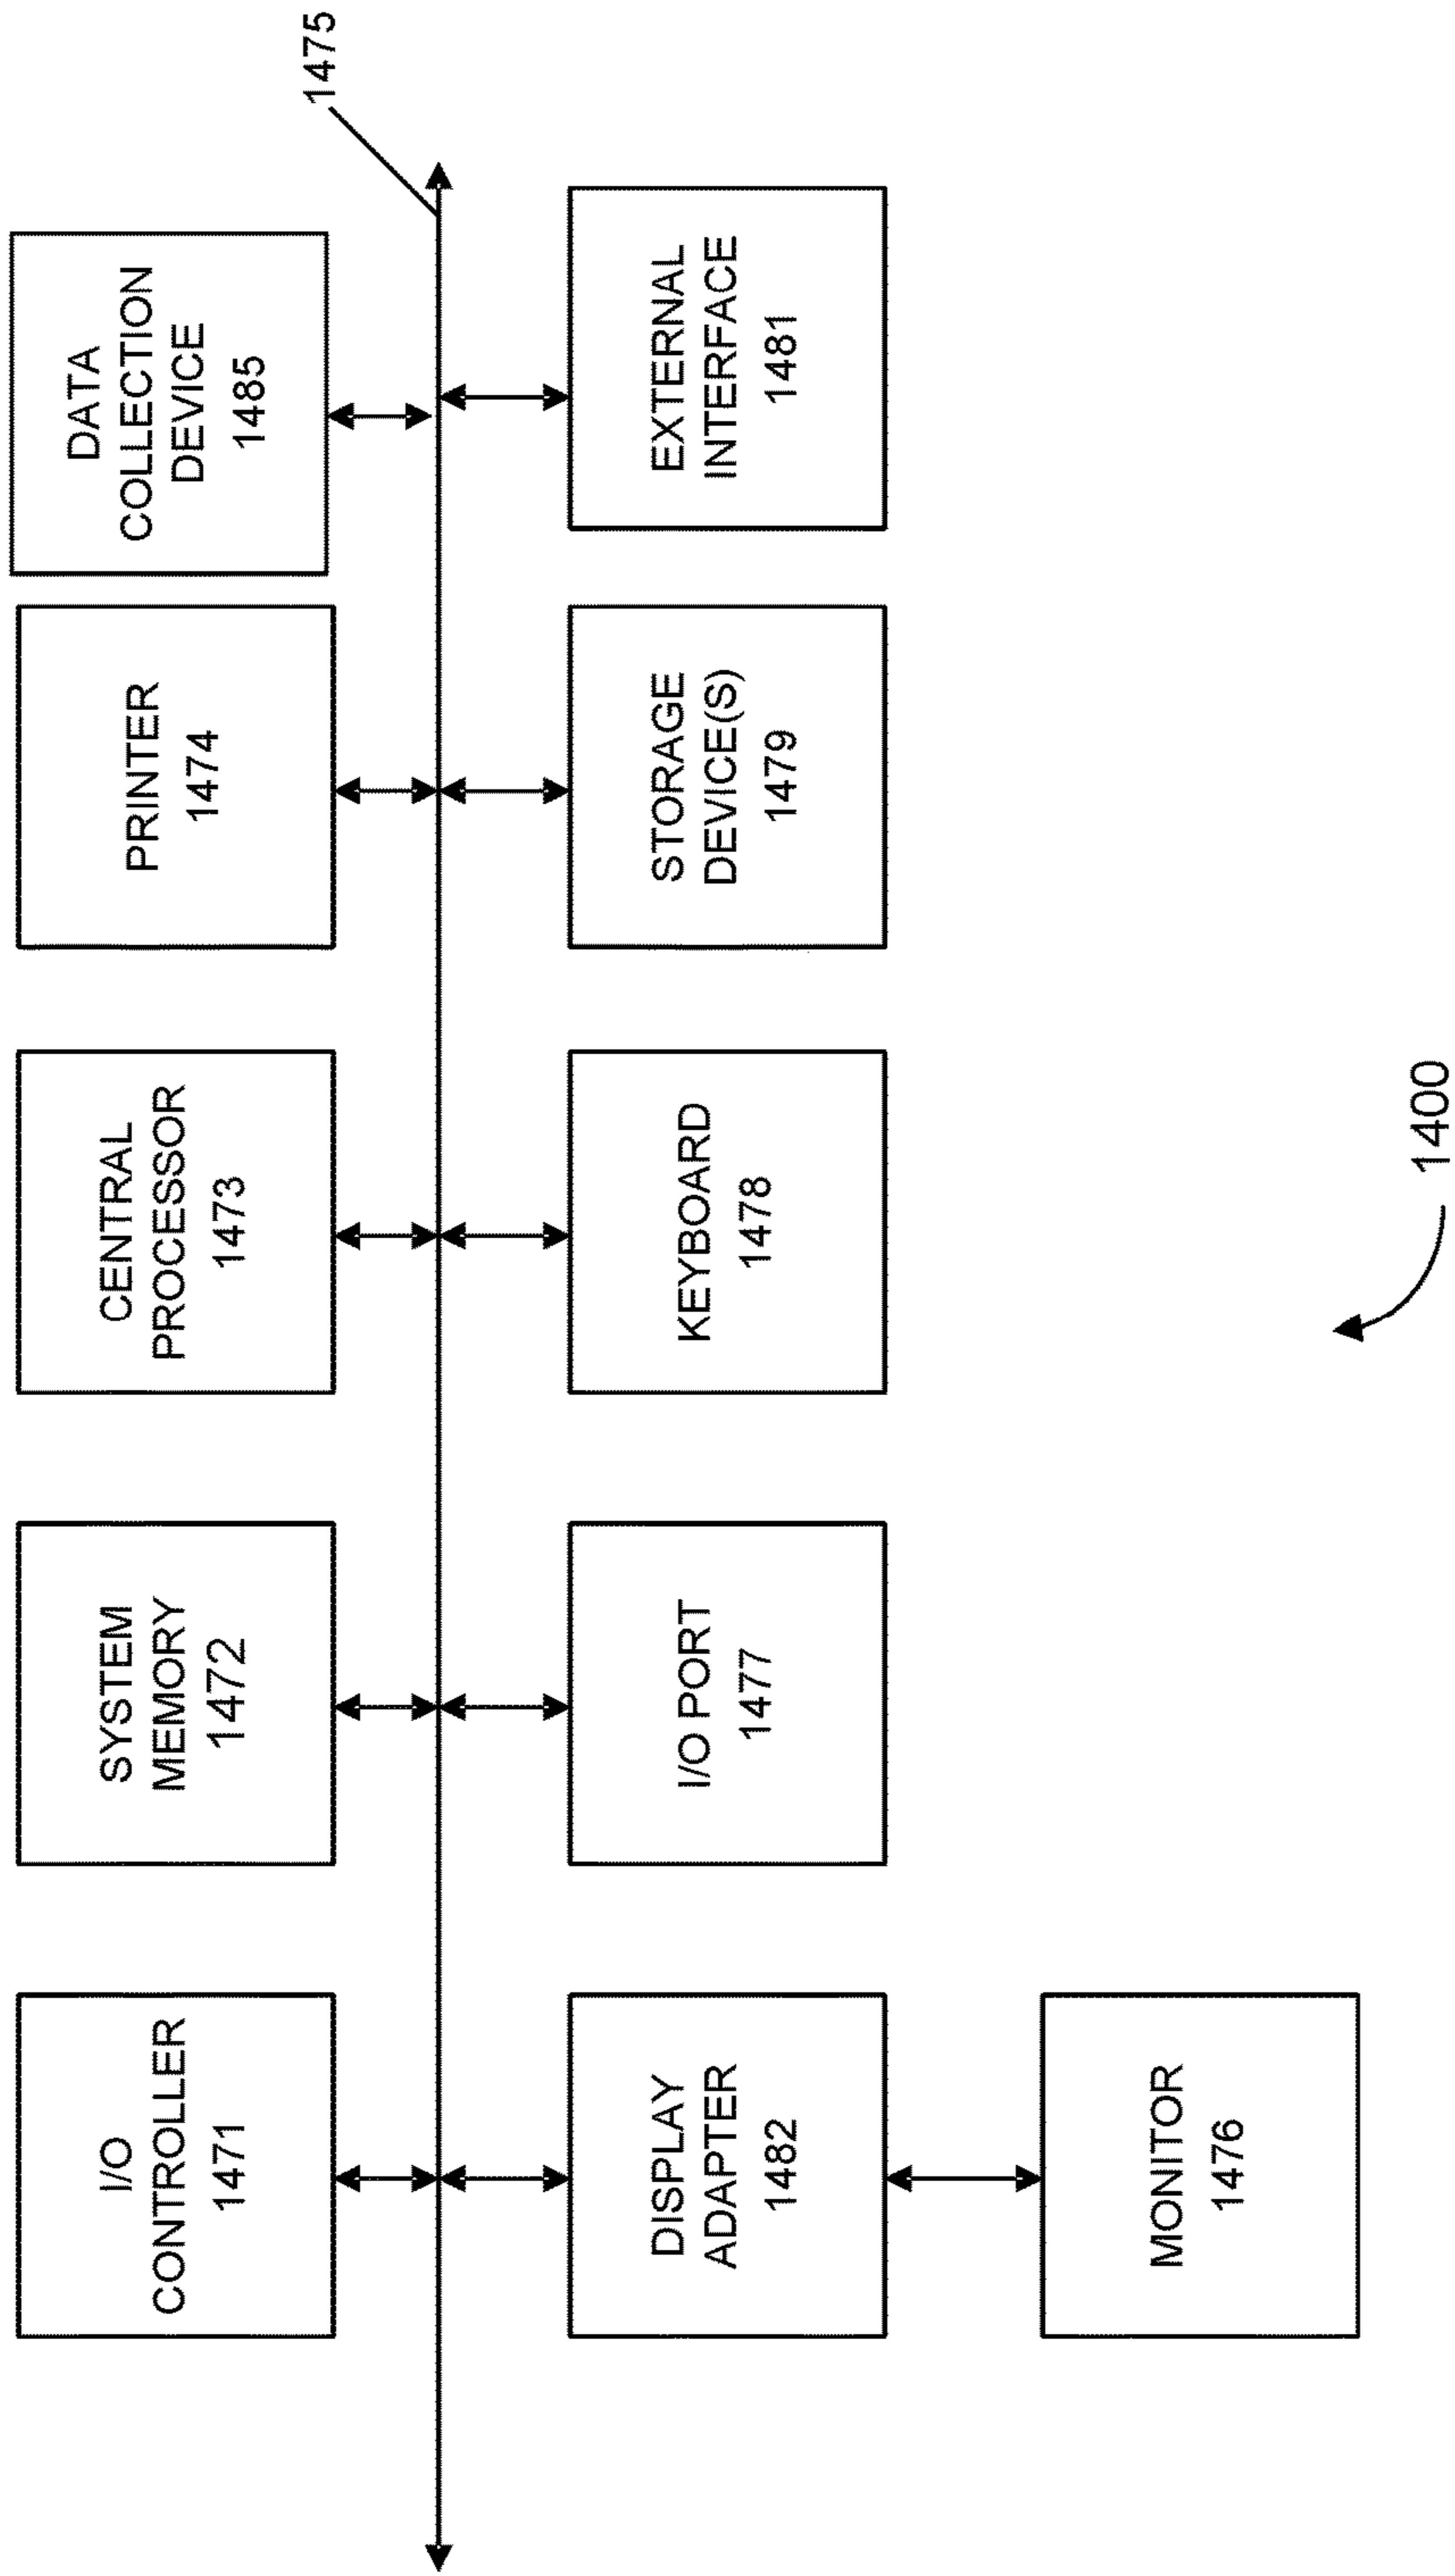 I/O
CONTROLLER
1471
SYSTEM
MEMORY
1472
CENTRAL
PROCESSOR
1473
PRINTER
1474
DATA
COLLECTION
DEVICE
1485
1475
DISPLAY
ADAPTER
1482
I/O PORT
1477
KEYBOARD
1478
STORAGE
DEVICE(S)
1479
EXTERNAL
INTERFACE
1481
MONITOR
1476
1400